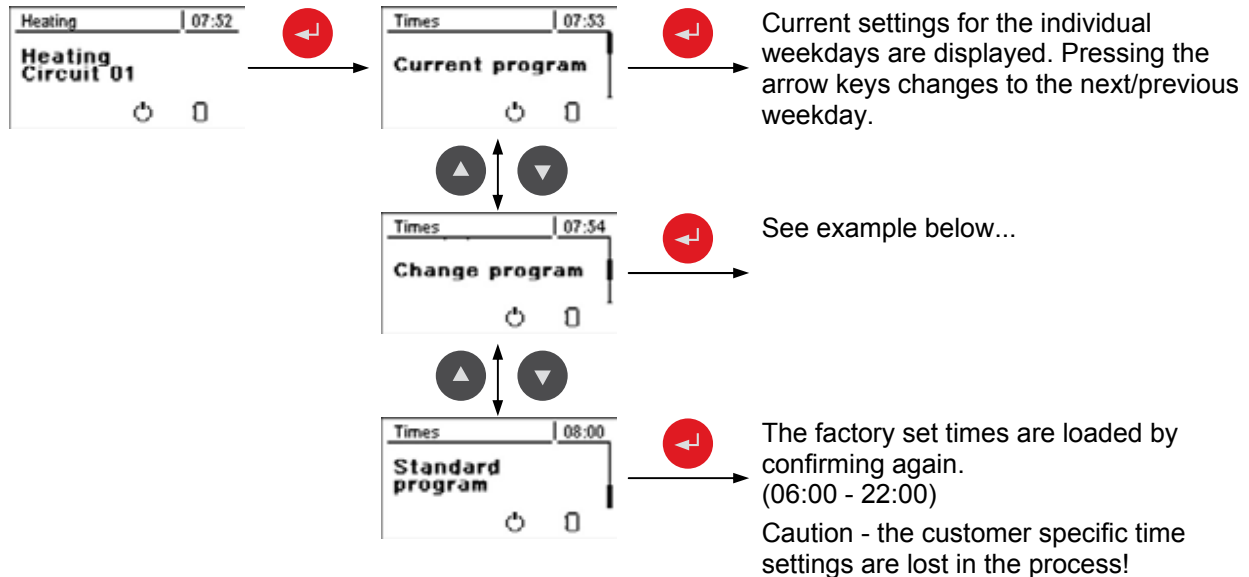 Heating 07:52
Heating
Circuit 01
Times 07:53
Current program
Current settings for the individual
weekdays are displayed. Pressing the
arrow keys changes to the next/previous
weekday.
Times 07:54
Change program
See example below...
Times 08:00
Standard
program
The factory set times are loaded by
confirming again.
(06:00 - 22:00)
Caution - the customer specific time
settings are lost in the process!